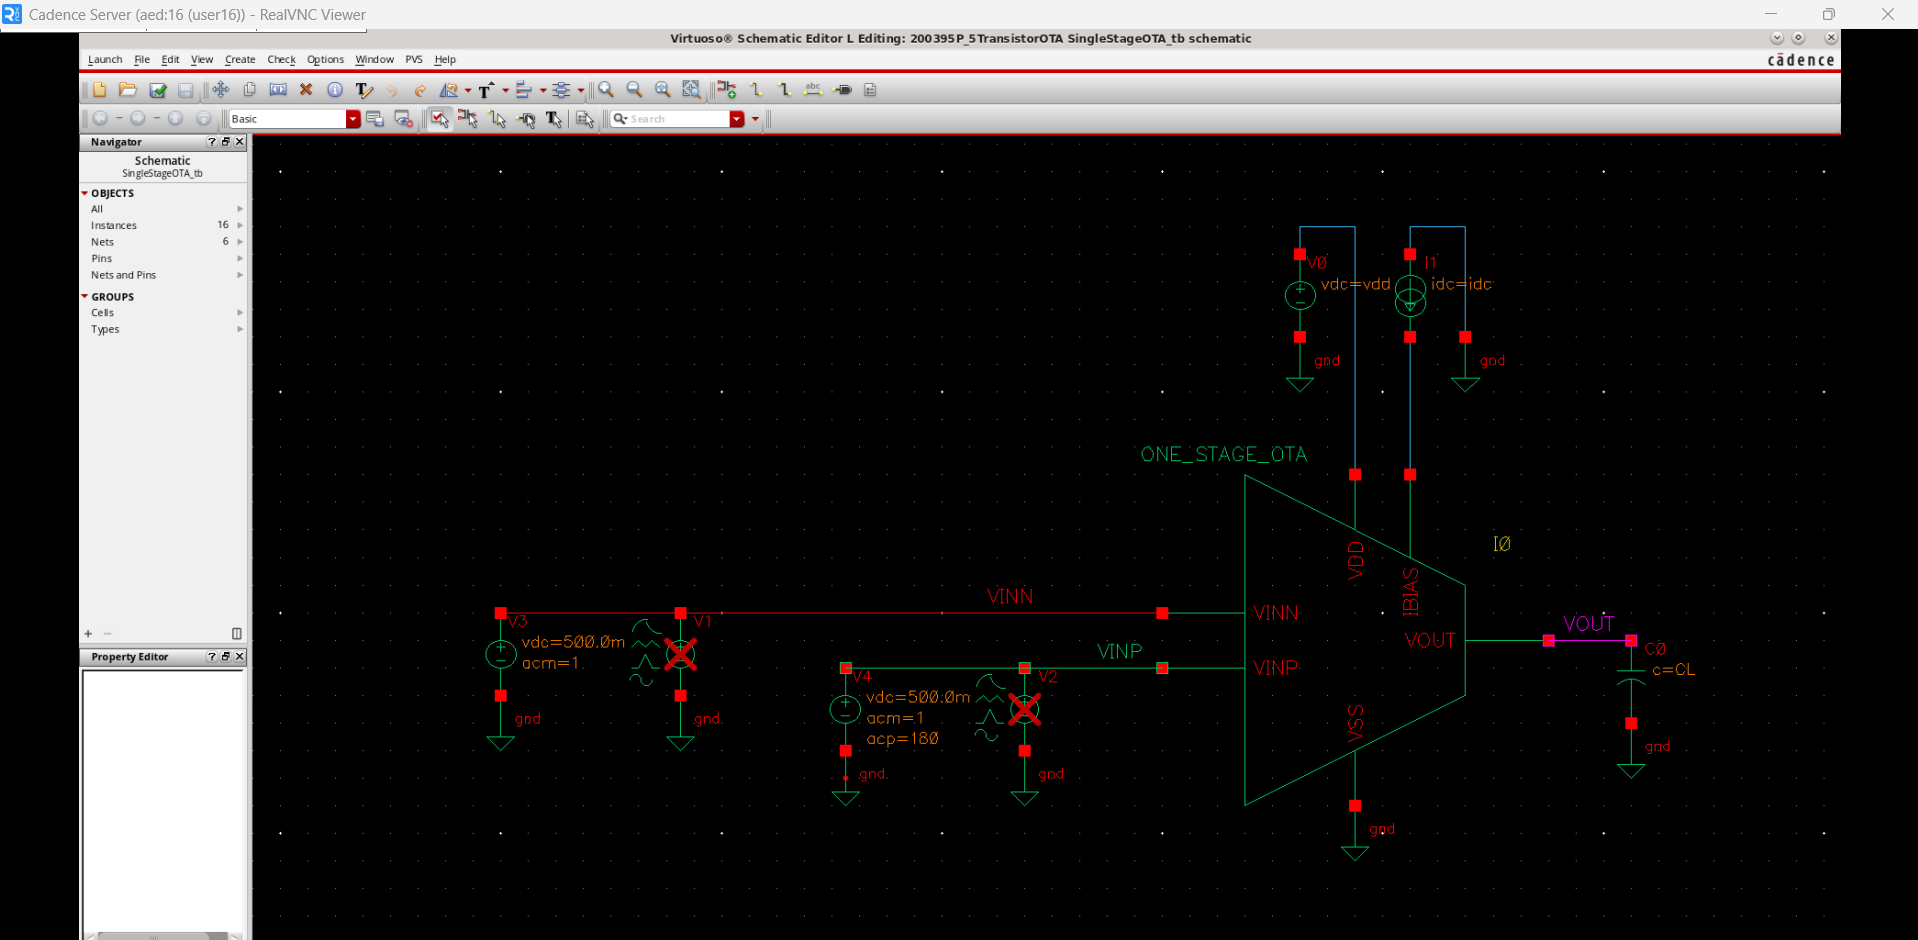 Cadence Server (aed:16 (user16)) - RealVNC Viewer
Virtuoso® Schematic Editor L Editing: 200395P_5TransistorOTA SingleStageOTA_tb schematic
Launch File Edit View Create Check Options Window PVS Help
cādence
abc
Basic
Search
Navigator
Schematic
SingleStageOTA_tb
OBJECTS
All
Instances 16
Nets 6
Pins
Nets and Pins
GROUPS
Cells
Types
Property Editor
V0
vdc=vdd
gnd
I1
idc=idc
gnd
ONE_STAGE_OTA
I0
VDD
IBIAS
VINN
VINN
V3
vdc=500.0m
acm=1
gnd
V1
gnd
VINP
VINP
V4
vdc=500.0m
acm=1
acp=180
gnd
V2
gnd
VOUT
VOUT
C0
c=CL
gnd
VSS
gnd